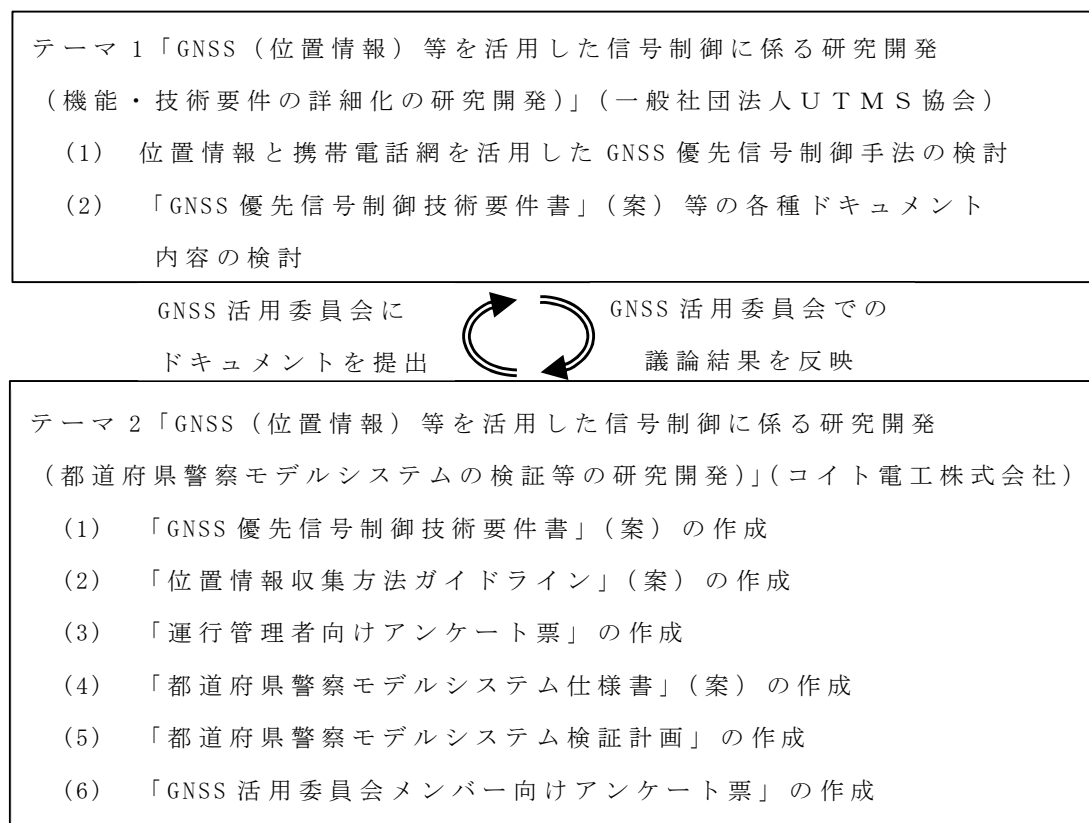 テーマ1「GNSS（位置情報）等を活用した信号制御に係る研究開発
（機能・技術要件の詳細化の研究開発）」（一般社団法人ＵＴＭＳ協会）
(1) 位置情報と携帯電話網を活用したGNSS優先信号制御手法の検討
(2) 「GNSS優先信号制御技術要件書」（案）等の各種ドキュメント
内容の検討
GNSS活用委員会に
ドキュメントを提出
GNSS活用委員会での
議論結果を反映
テーマ2「GNSS（位置情報）等を活用した信号制御に係る研究開発
（都道府県警察モデルシステムの検証等の研究開発）」（コイト電工株式会社）
(1) 「GNSS優先信号制御技術要件書」（案）の作成
(2) 「位置情報収集方法ガイドライン」（案）の作成
(3) 「運行管理者向けアンケート票」の作成
(4) 「都道府県警察モデルシステム仕様書」（案）の作成
(5) 「都道府県警察モデルシステム検証計画」の作成
(6) 「GNSS活用委員会メンバー向けアンケート票」の作成